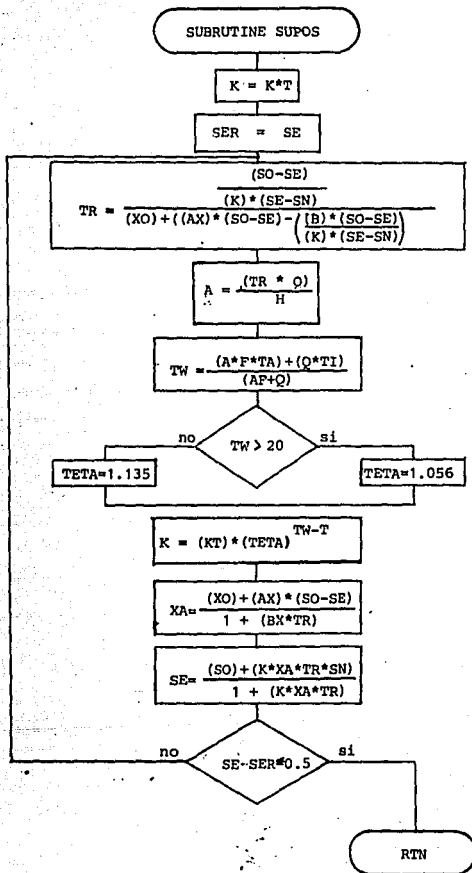 SUBRUTINE SUPOS
K = K*T
SER = SE
TR = (SO-SE) / (K)*(SE-SN) / (XO)+((AX)*(SO-SE)-((B)*(SO-SE) / (K)*(SE-SN))
A = (TR * Q) / H
TW = (A*F*TA)+(Q*TI) / (AF+Q)
no TW > 20 si
TETA=1.135 TETA=1.056
K = (KT)*(TETA)^TW-T
XA= (XO)+(AX)*(SO-SE) / 1 + (BX*TR)
SE= (SO)+(K*XA*TR*SN) / 1 + (K*XA*TR)
no SE-SER 0.5 si
RTN